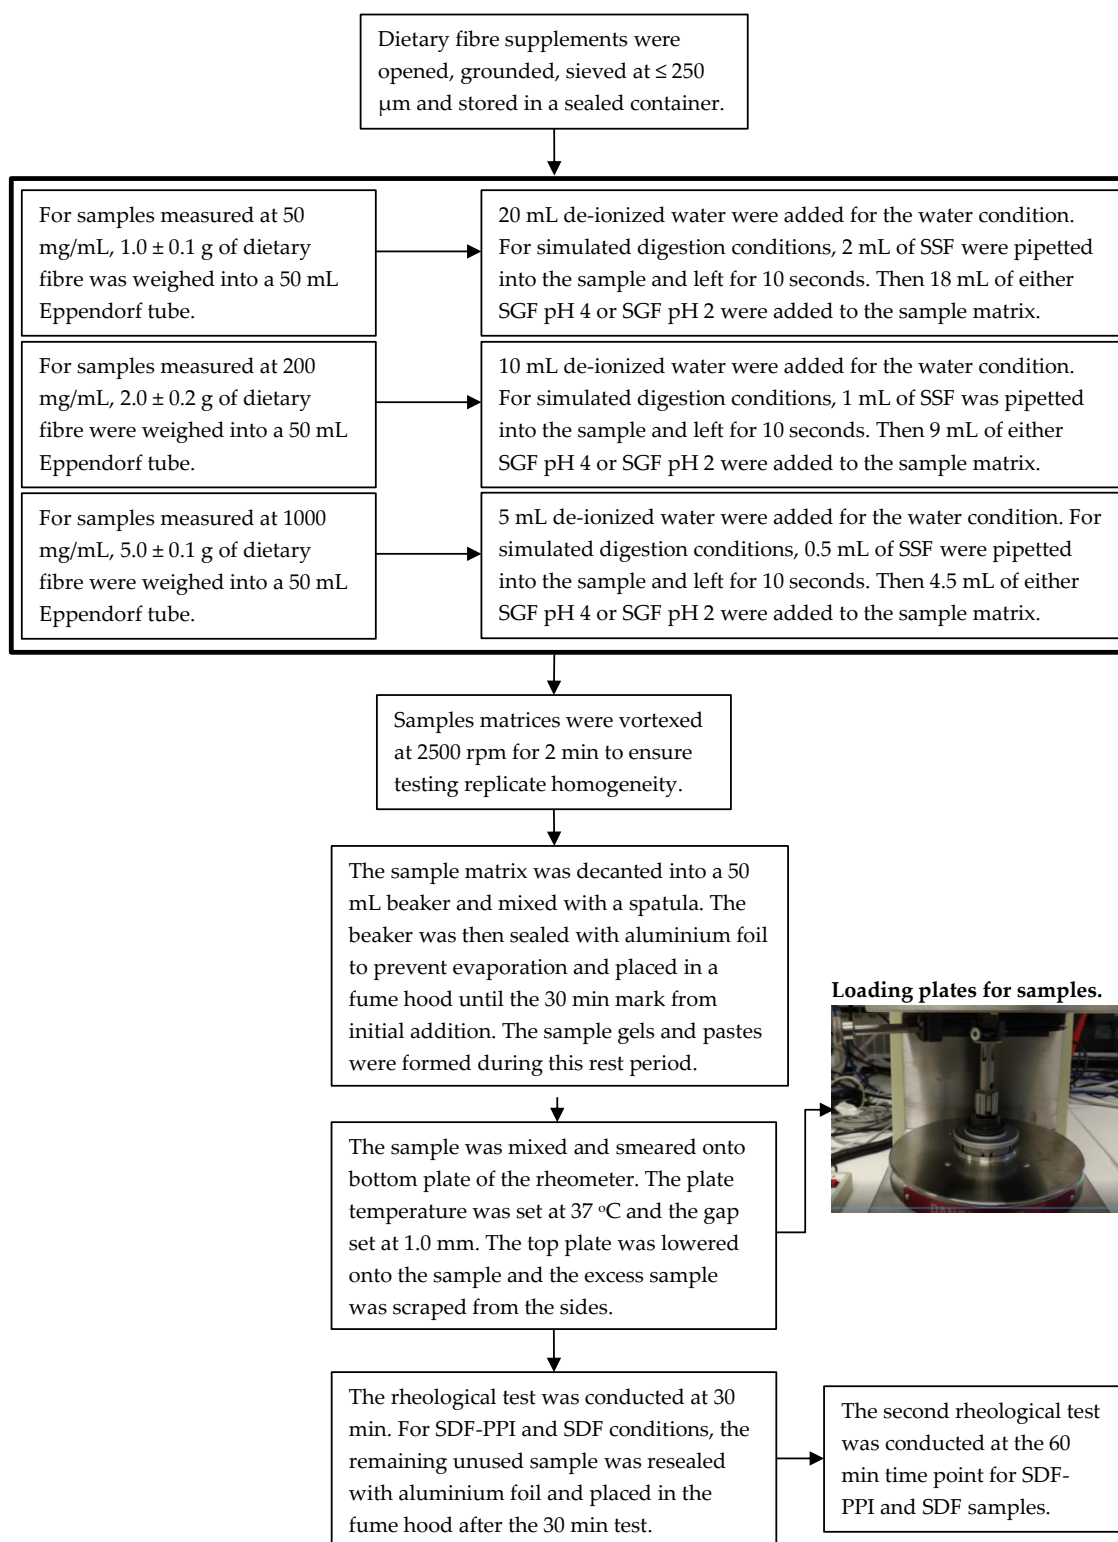 Dietary fibre supplements were
opened, grounded, sieved at ≤ 250
µm and stored in a sealed container.
For samples measured at 50
mg/mL, 1.0 ± 0.1 g of dietary
fibre was weighed into a 50 mL
Eppendorf tube.
20 mL de-ionized water were added for the water condition.
For simulated digestion conditions, 2 mL of SSF were pipetted
into the sample and left for 10 seconds. Then 18 mL of either
SGF pH 4 or SGF pH 2 were added to the sample matrix.
For samples measured at 200
mg/mL, 2.0 ± 0.2 g of dietary
fibre were weighed into a 50 mL
Eppendorf tube.
10 mL de-ionized water were added for the water condition.
For simulated digestion conditions, 1 mL of SSF was pipetted
into the sample and left for 10 seconds. Then 9 mL of either
SGF pH 4 or SGF pH 2 were added to the sample matrix.
For samples measured at 1000
mg/mL, 5.0 ± 0.1 g of dietary
fibre were weighed into a 50 mL
Eppendorf tube.
5 mL de-ionized water were added for the water condition. For
simulated digestion conditions, 0.5 mL of SSF were pipetted
into the sample and left for 10 seconds. Then 4.5 mL of either
SGF pH 4 or SGF pH 2 were added to the sample matrix.
Samples matrices were vortexed
at 2500 rpm for 2 min to ensure
testing replicate homogeneity.
The sample matrix was decanted into a 50
mL beaker and mixed with a spatula. The
beaker was then sealed with aluminium foil
to prevent evaporation and placed in a
fume hood until the 30 min mark from
initial addition. The sample gels and pastes
were formed during this rest period.
Loading plates for samples.
The sample was mixed and smeared onto
bottom plate of the rheometer. The plate
temperature was set at 37 °C and the gap
set at 1.0 mm. The top plate was lowered
onto the sample and the excess sample
was scraped from the sides.
The rheological test was conducted at 30
min. For SDF-PPI and SDF conditions, the
remaining unused sample was resealed
with aluminium foil and placed in the
fume hood after the 30 min test.
The second rheological test
was conducted at the 60
min time point for SDF-
PPI and SDF samples.